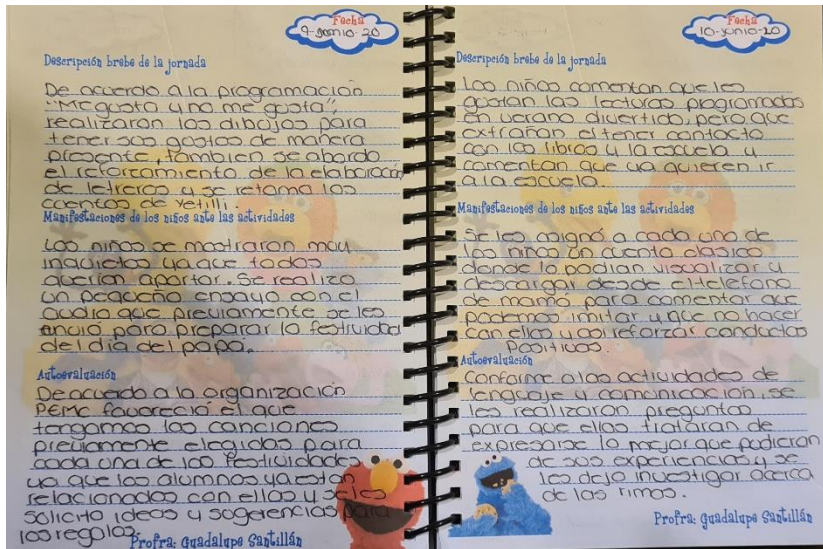 Fecha
9-Junio-20
Descripción brebe de la jornada
De acuerdo a la programación
"Me gusta y no me gusta",
realizaron los dibujos para
tener sus gustos de manera
presente, tambien se abordo
el reforzamiento de la elaboración
de letreros y se retama los
cuentos de Yetilli.
Manifestaciones de los niños ante las actividades
Los niños se mostraron muy
inquietos ya que todos
querian aportar. Se realizo
un pequeño ensayo con el
audio que previamente se les
envió para preparar la festividad
del día del papá.
Autoevaluación
De acuerdo a la organización
PEMC favoreció el que
tengamos las canciones
previamente elegidas para
cada una de las festividades
ya que los alumnos ya están
relacionados con ellas y se les
solicito ideas y sugerencias para
los regalos.
Profra: Guadalupe Santillán
Fecha
10-Junio-20
Descripción brebe de la jornada
Los niños comentan que les
gustan las lecturas programadas
en verano divertido, pero que
extrañan el tener contacto
con los libros y la escuela y
comentan que ya quieren ir
a la escuela.
Manifestaciones de los niños ante las actividades
Se les asignó a cada uno de
los niños un cuento clásico
donde lo podían visualizar y
descargar desde el telefono
de mamá para comentar que
podemos imitar y que no hacer
con ellos y así reforzar conductas
Positivas.
Autoevaluación
Conforme a las actividades de
lenguaje y comunicación, se
les realizaron preguntas
para que ellos trataran de
expresarse lo mejor que pudieran
de sus experiencias y se
les dejo investigar acerca
de las rimas.
Profra: Guadalupe Santillán